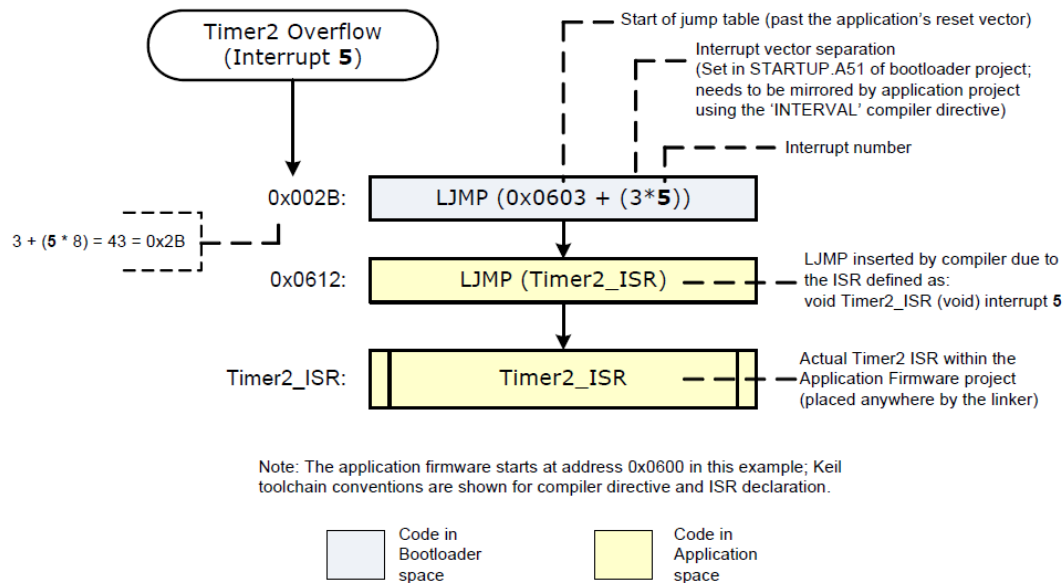 Timer2 Overflow
(Interrupt 5)
Start of jump table (past the application's reset vector)
Interrupt vector separation
(Set in STARTUP.A51 of bootloader project;
needs to be mirrored by application project
using the 'INTERVAL' compiler directive)
Interrupt number
0x002B:
LJMP (0x0603 + (3*5))
3 + (5 * 8) = 43 = 0x2B
0x0612:
LJMP (Timer2_ISR)
LJMP inserted by compiler due to
the ISR defined as:
void Timer2_ISR (void) interrupt 5
Timer2_ISR:
Timer2_ISR
Actual Timer2 ISR within the
Application Firmware project
(placed anywhere by the linker)
Note: The application firmware starts at address 0x0600 in this example; Keil
toolchain conventions are shown for compiler directive and ISR declaration.
Code in
Bootloader
space
Code in
Application
space